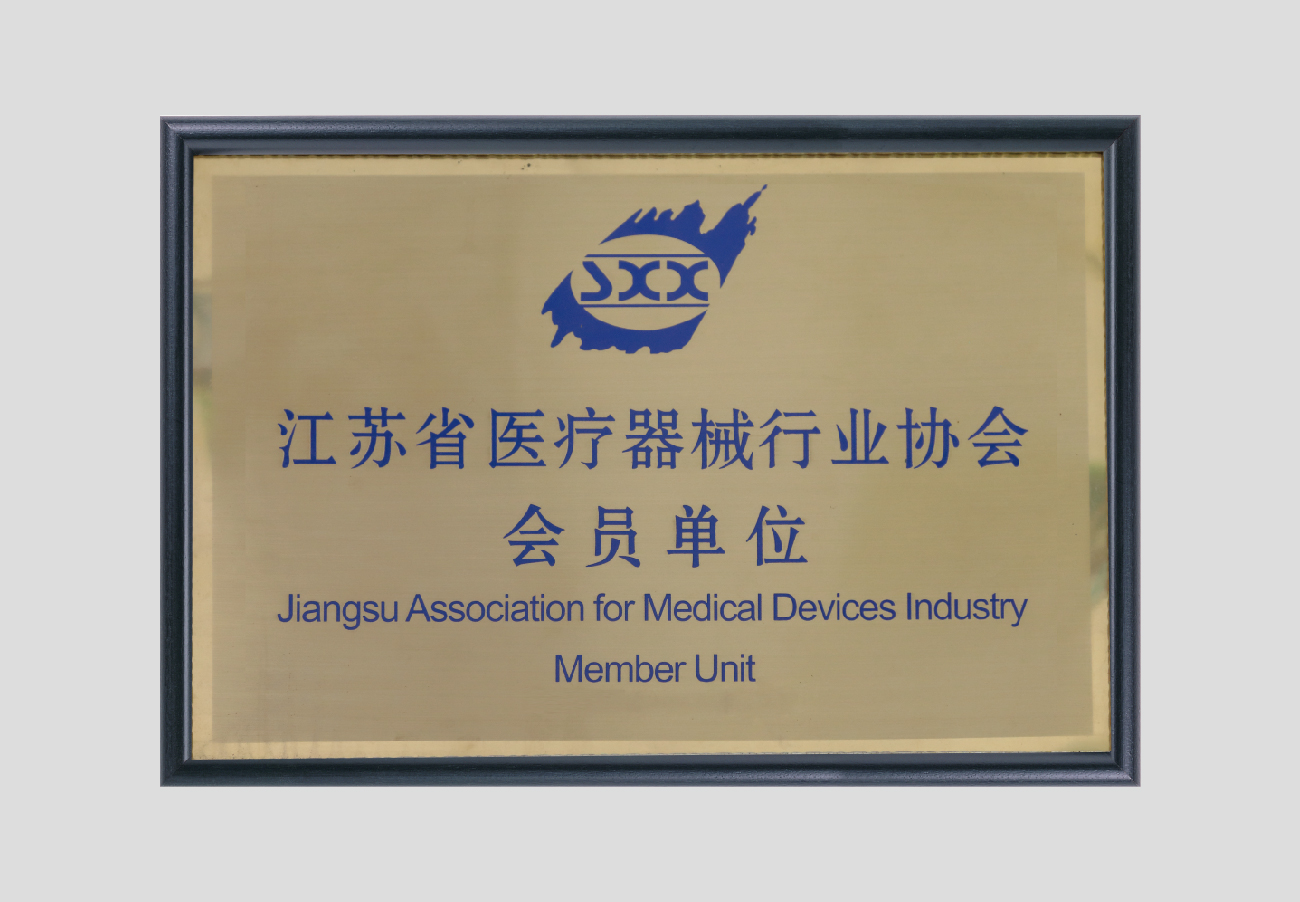 SXX
江苏省医疗器械行业协会
会员单位
Jiangsu Association for Medical Devices Industry
Member Unit